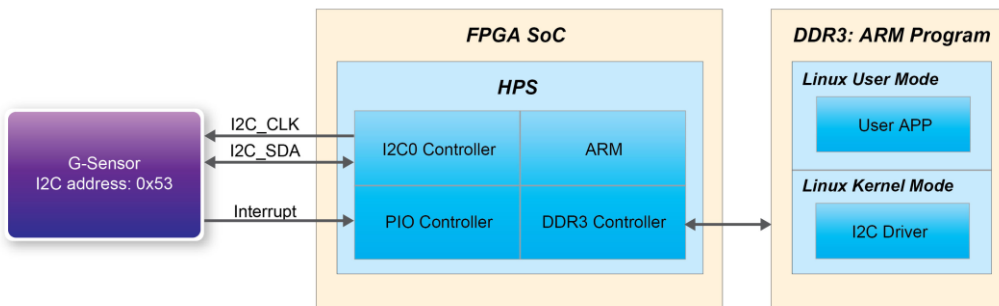 FPGA SoC
HPS
I2C0 Controller
ARM
PIO Controller
DDR3 Controller
G-Sensor
I2C address: 0x53
I2C_CLK
I2C_SDA
Interrupt
DDR3: ARM Program
Linux User Mode
User APP
Linux Kernel Mode
I2C Driver